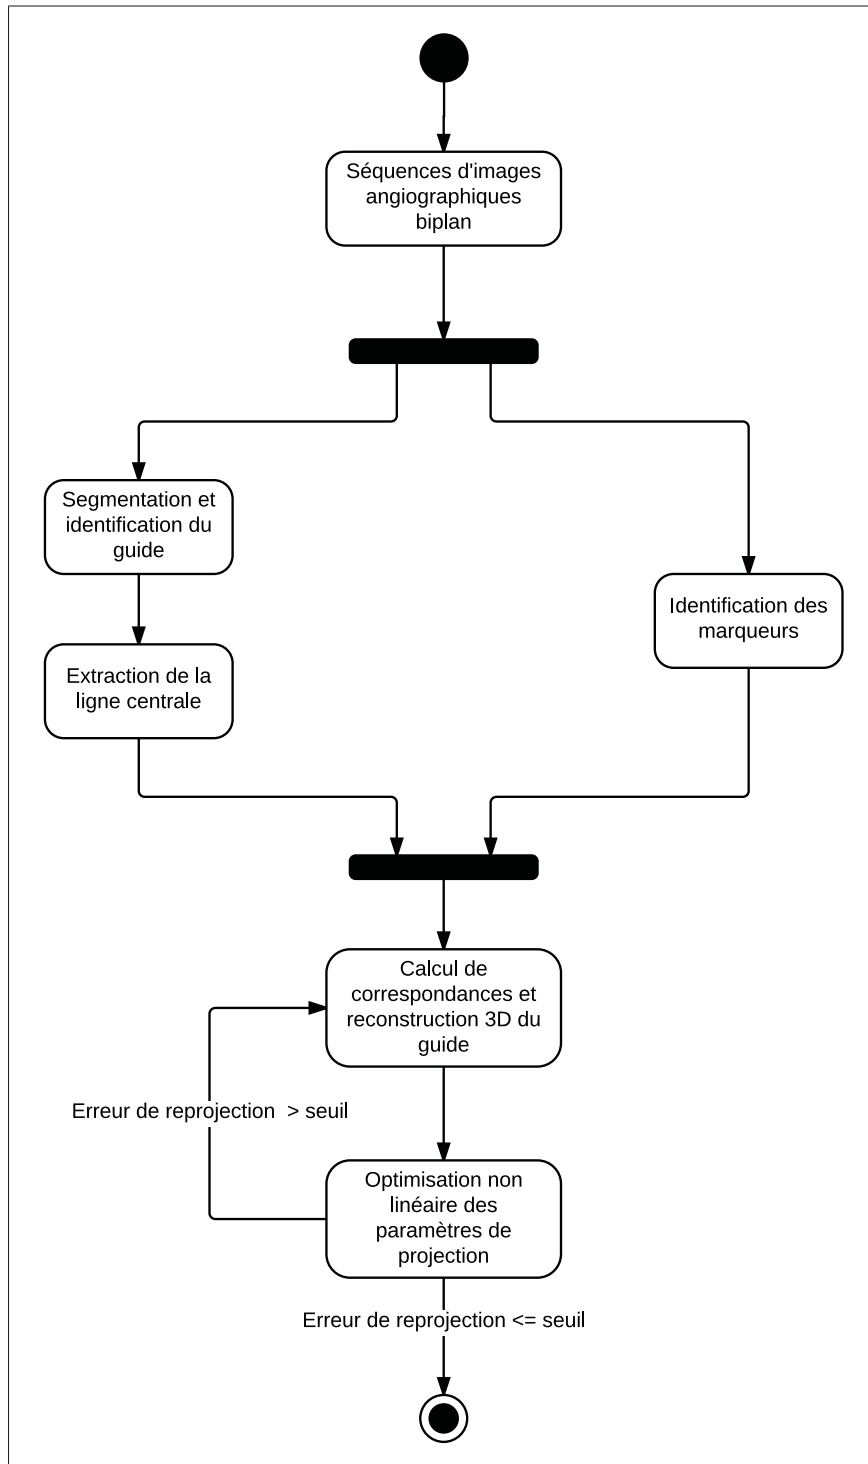 Séquences d'images
angiographiques
biplan
Segmentation et
identification du
guide
Identification des
marqueurs
Extraction de la
ligne centrale
Calcul de
correspondances et
reconstruction 3D du
guide
Erreur de reprojection  > seuil
Optimisation non
linéaire des
paramètres de
projection
Erreur de reprojection <= seuil